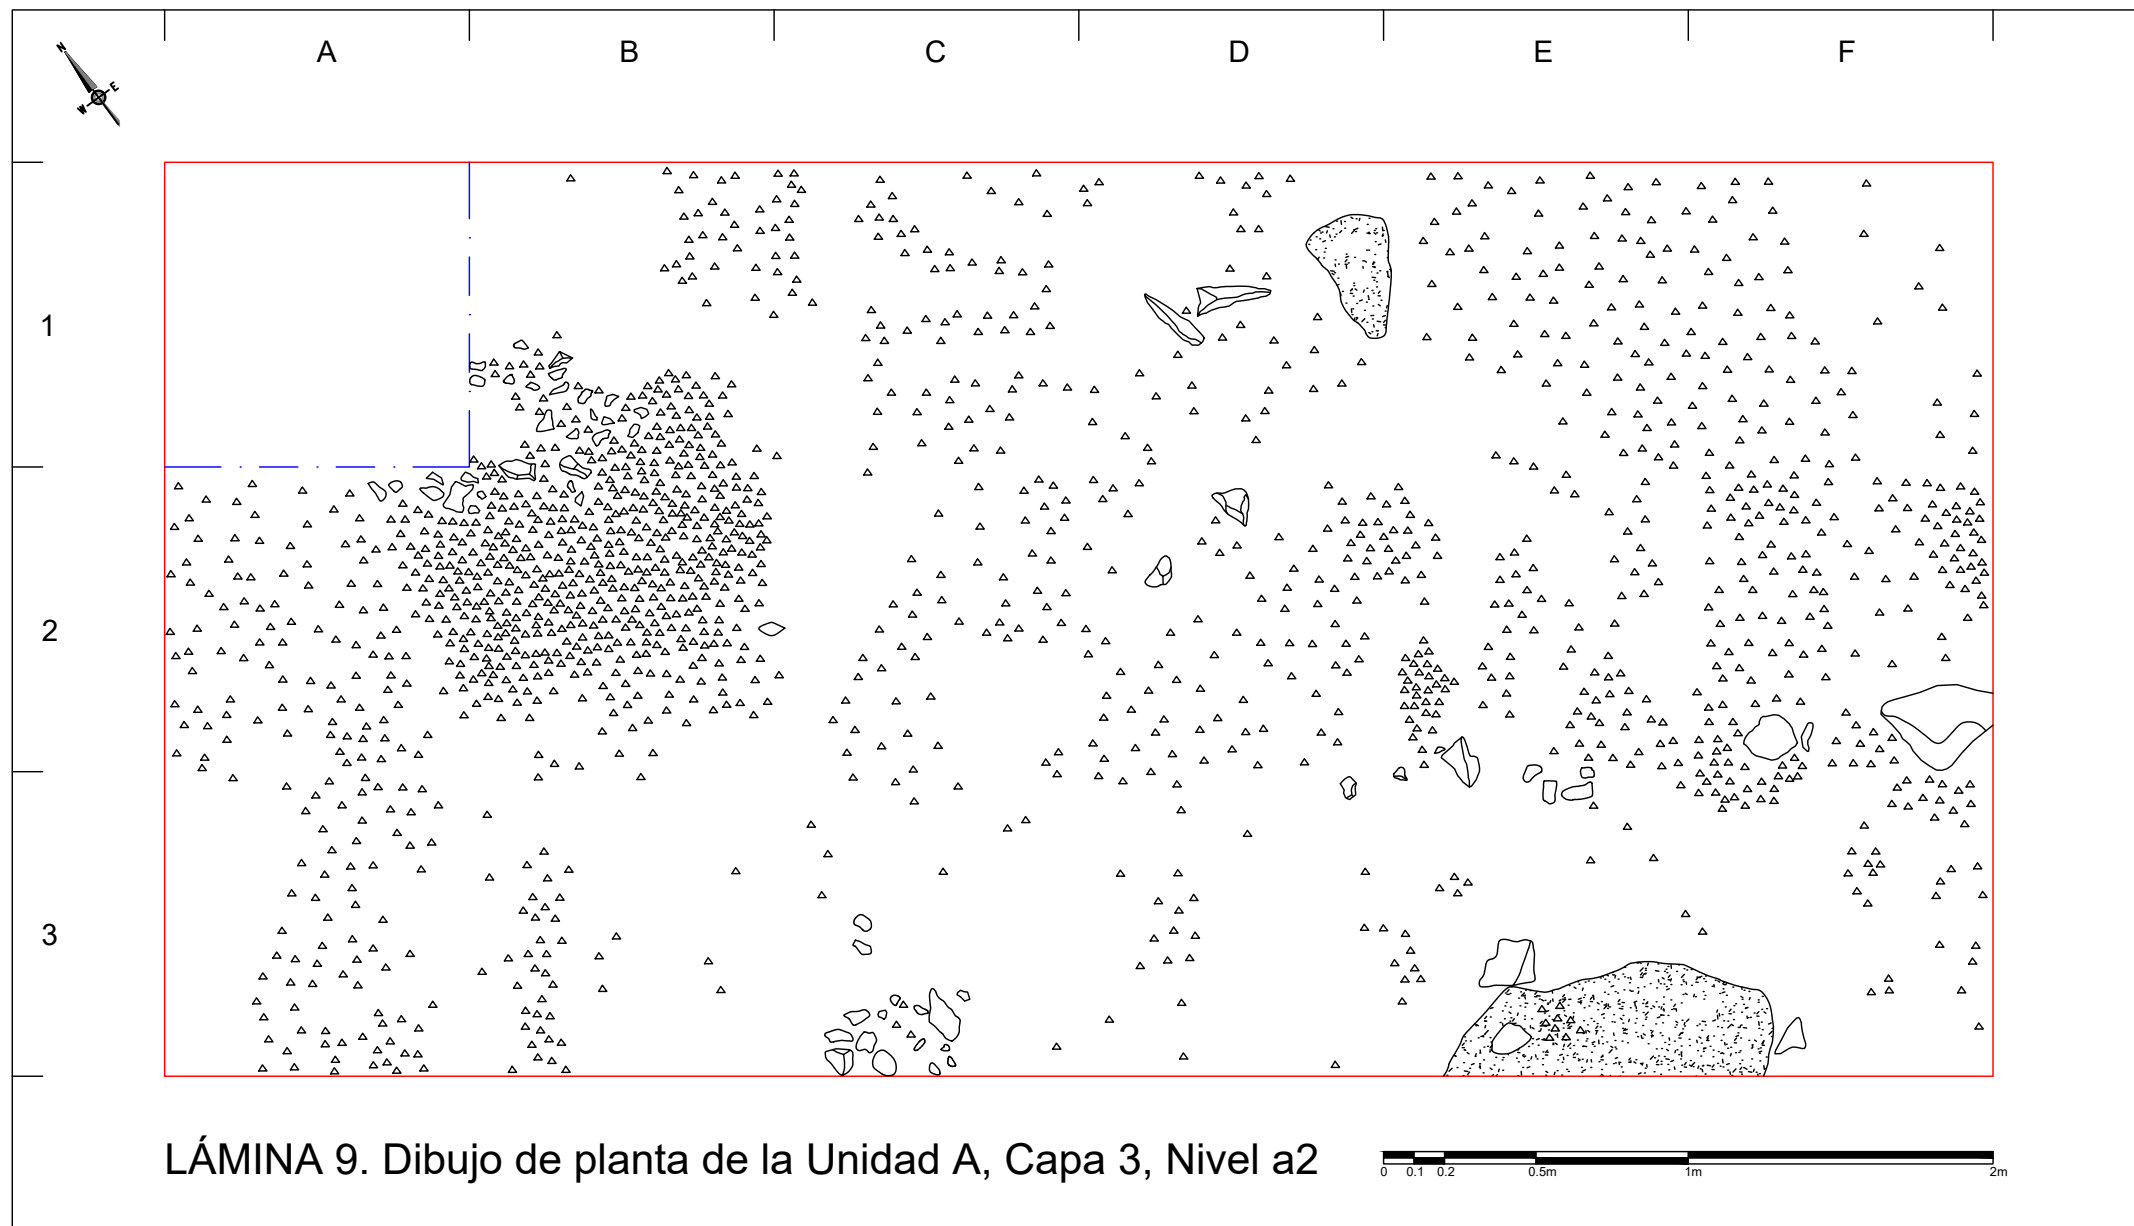 A B C D E F
N
E
W
1
2
3
LÁMINA 9. Dibujo de planta de la Unidad A, Capa 3, Nivel a2
0 0.1 0.2 0.5m 1m 2m